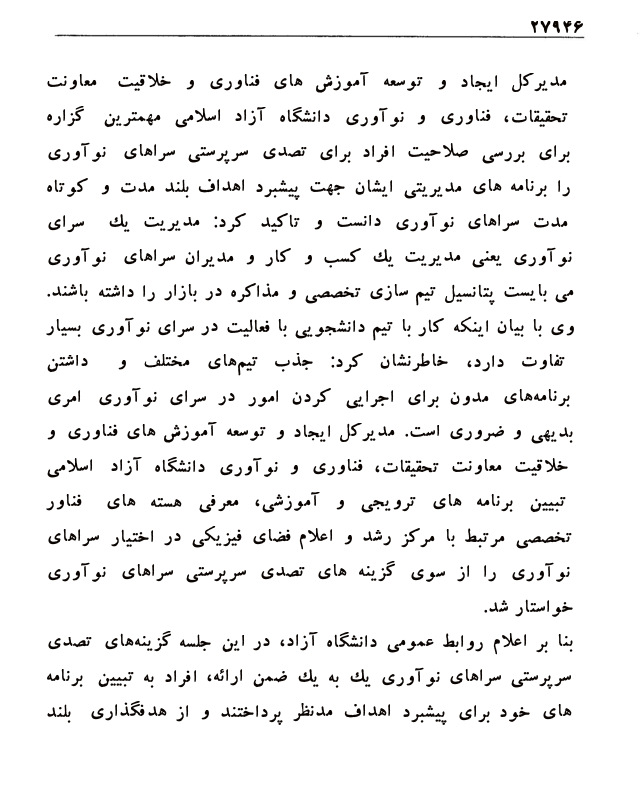 ۲۷۹۴۶
مدیرکل ایجاد و توسعه آموزش های فناوری و خلاقیت معاونت
تحقیقات، فناوری و نوآوری دانشگاه آزاد اسلامی مهمترین گزاره
برای بررسی صلاحیت افراد برای تصدی سرپرستی سراهای نوآوری
را برنامه های مدیریتی ایشان جهت پیشبرد اهداف بلند مدت و کوتاه
مدت سراهای نوآوری دانست و تاکید کرد: مدیریت یك سرای
نوآوری یعنی مدیریت یك کسب و کار و مدیران سراهای نوآوری
می بایست پتانسیل تیم سازی تخصصی و مذاکره در بازار را داشته باشند.
وی با بیان اینکه کار با تیم دانشجویی با فعالیت در سرای نوآوری بسیار
تفاوت دارد، خاطرنشان کرد: جذب تیم‌های مختلف و داشتن
برنامه‌های مدون برای اجرایی کردن امور در سرای نوآوری امری
بدیهی و ضروری است. مدیرکل ایجاد و توسعه آموزش های فناوری و
خلاقیت معاونت تحقیقات، فناوری و نوآوری دانشگاه آزاد اسلامی
تبیین برنامه های ترویجی و آموزشی، معرفی هسته های فناور
تخصصی مرتبط با مرکز رشد و اعلام فضای فیزیکی در اختیار سراهای
نوآوری را از سوی گزینه های تصدی سرپرستی سراهای نوآوری
خواستار شد.
بنا بر اعلام روابط عمومی دانشگاه آزاد، در این جلسه گزینه‌های تصدی
سرپرستی سراهای نوآوری یك به یك ضمن ارائه، افراد به تبیین برنامه
های خود برای پیشبرد اهداف مدنظر پرداختند و از هدفگذاری بلند